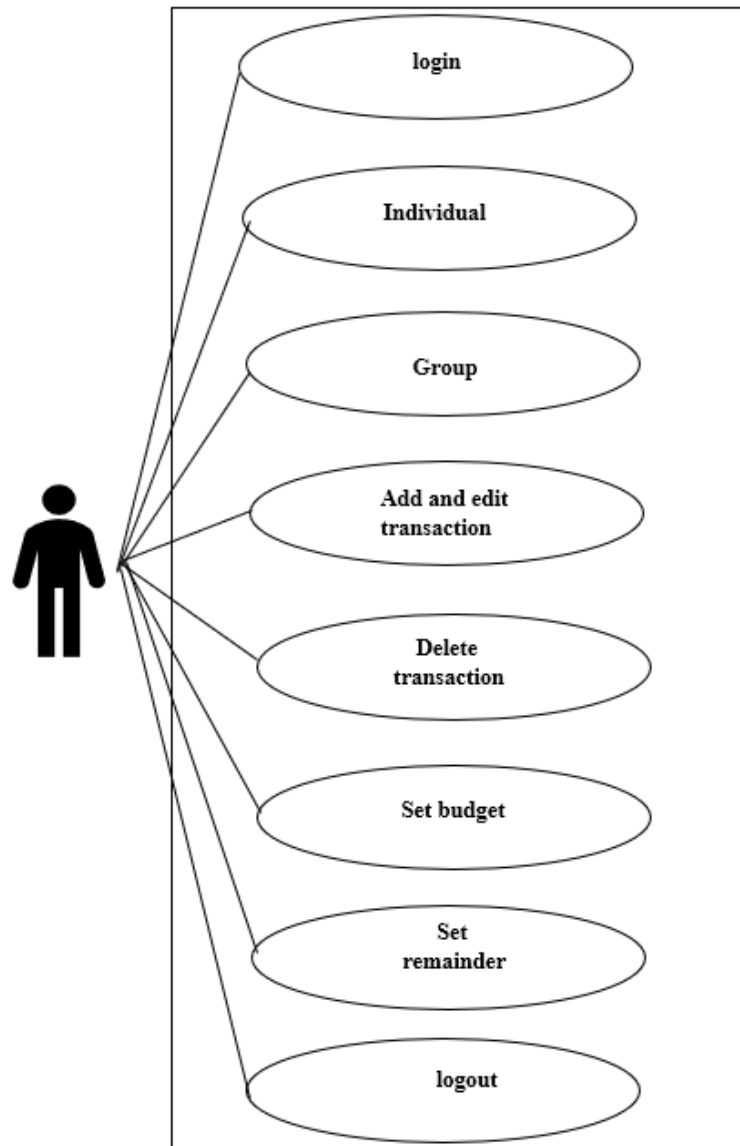 login
Individual
Group
Add and edit
transaction
Delete
transaction
Set budget
Set
remainder
logout